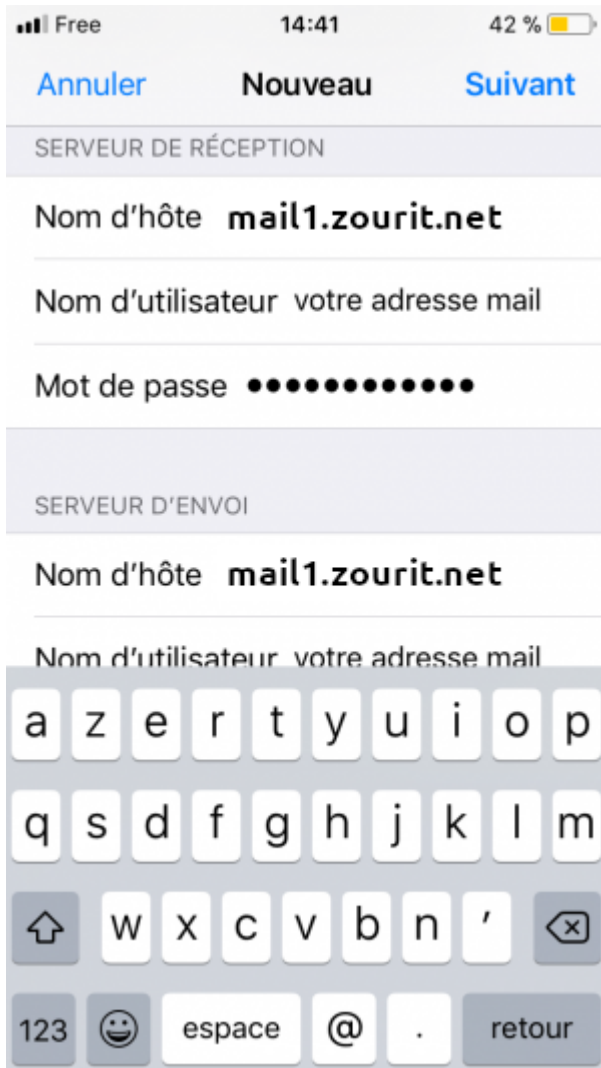 Free 14:41 42 %
Annuler Nouveau Suivant
SERVEUR DE RÉCEPTION
Nom d'hôte mail1.zourit.net
Nom d'utilisateur votre adresse mail
Mot de passe ●●●●●●●●●●●●
SERVEUR D'ENVOI
Nom d'hôte mail1.zourit.net
Nom d'utilisateur votre adresse mail
a z e r t y u i o p
q s d f g h j k l m
w x c v b n ′
123 espace @ . retour